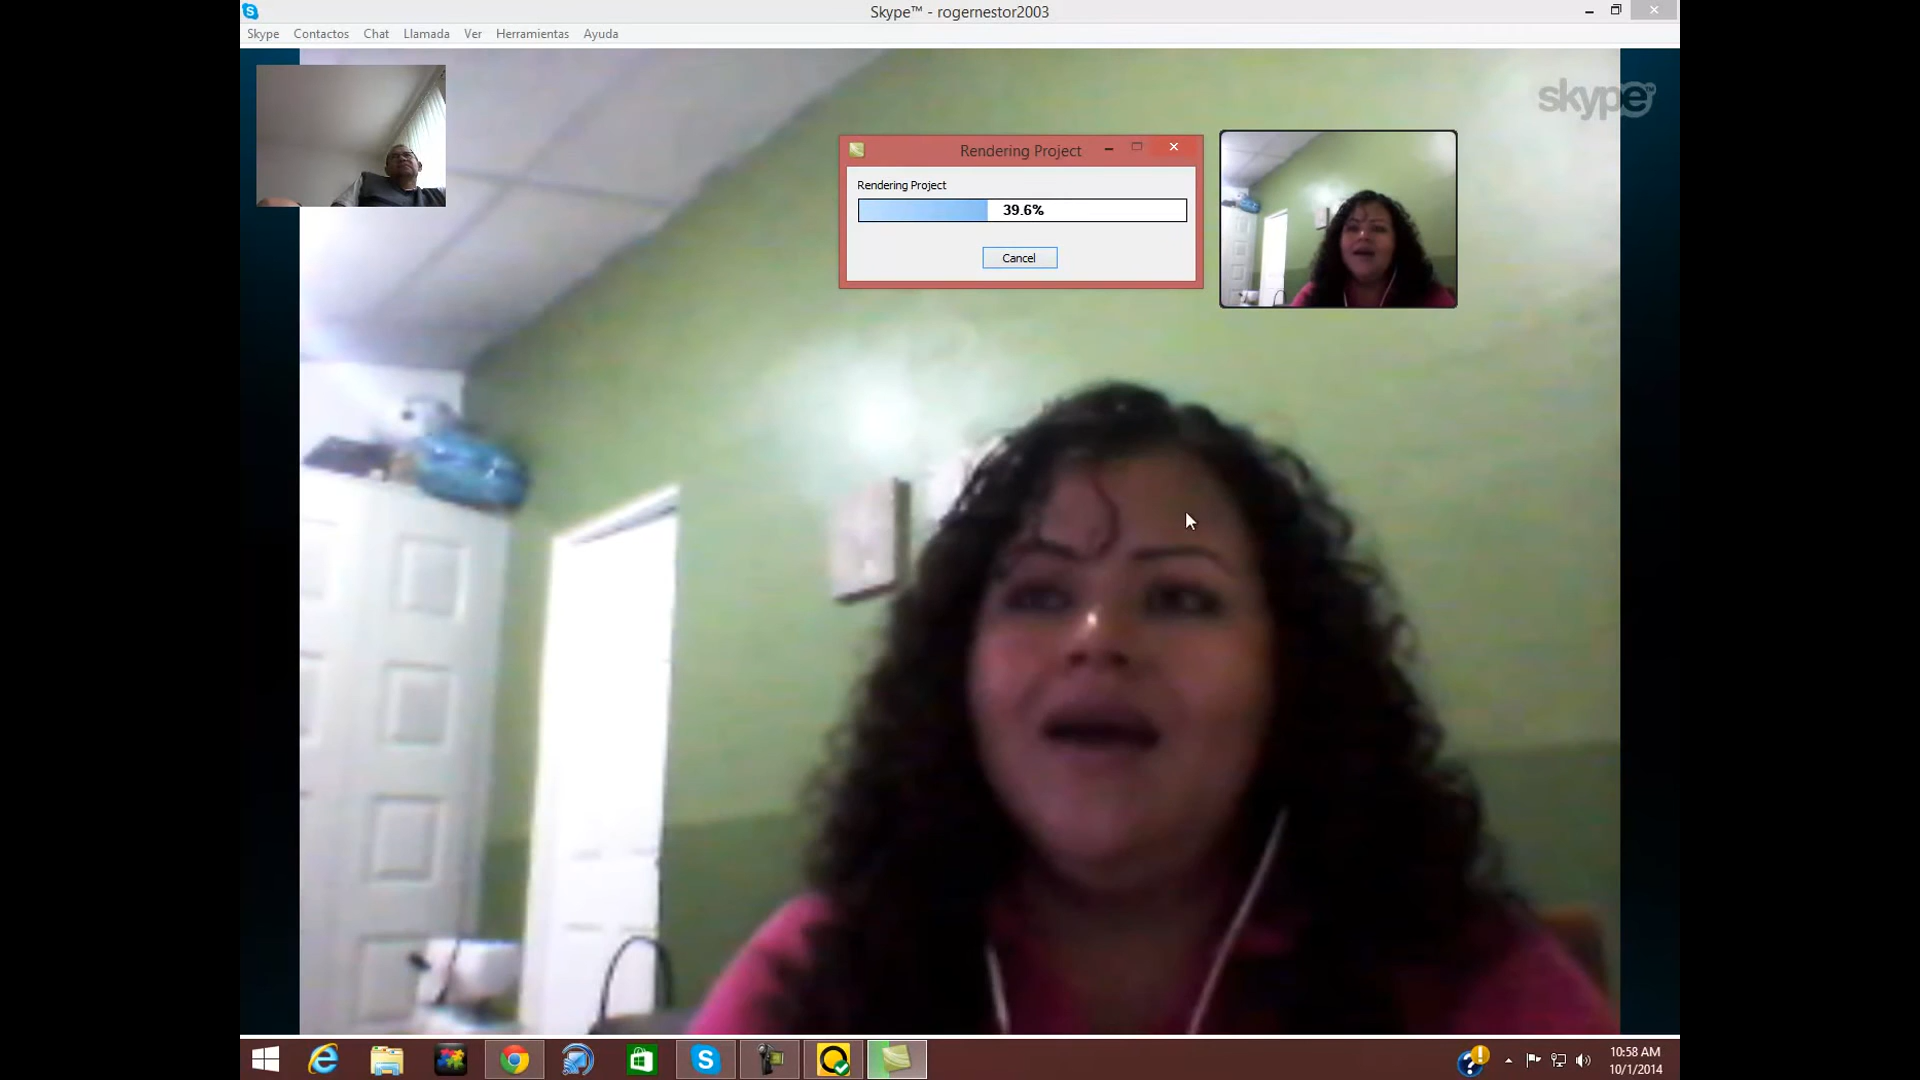 Skype™ - rogernestor2003
Skype Contactos Chat Llamada Ver Herramientas Ayuda
skype™
Rendering Project
Rendering Project
39.6%
Cancel
10:58 AM
10/1/2014